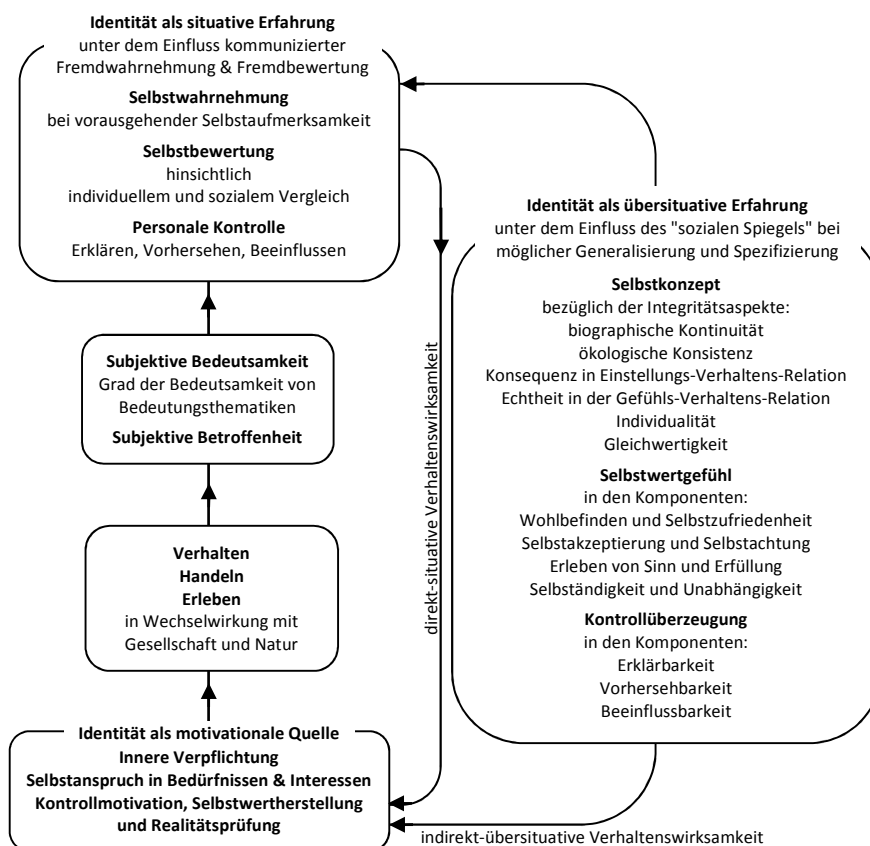 Identität als situative Erfahrung
unter dem Einfluss kommunizierter
Fremdwahrnehmung & Fremdbewertung
Selbstwahrnehmung
bei vorausgehender Selbstaufmerksamkeit
Selbstbewertung
hinsichtlich
individuellem und sozialem Vergleich
Personale Kontrolle
Erklären, Vorhersehen, Beeinflussen
Subjektive Bedeutsamkeit
Grad der Bedeutsamkeit von
Bedeutungsthematiken
Subjektive Betroffenheit
Verhalten
Handeln
Erleben
in Wechselwirkung mit
Gesellschaft und Natur
Identität als motivationale Quelle
Innere Verpflichtung
Selbstanspruch in Bedürfnissen & Interessen
Kontrollmotivation, Selbstwertherstellung
und Realitätsprüfung
direkt-situative Verhaltenswirksamkeit
Identität als übersituative Erfahrung
unter dem Einfluss des "sozialen Spiegels" bei
möglicher Generalisierung und Spezifizierung
Selbstkonzept
bezüglich der Integritätsaspekte:
biographische Kontinuität
ökologische Konsistenz
Konsequenz in Einstellungs-Verhaltens-Relation
Echtheit in der Gefühls-Verhaltens-Relation
Individualität
Gleichwertigkeit
Selbstwertgefühl
in den Komponenten:
Wohlbefinden und Selbstzufriedenheit
Selbstakzeptierung und Selbstachtung
Erleben von Sinn und Erfüllung
Selbständigkeit und Unabhängigkeit
Kontrollüberzeugung
in den Komponenten:
Erklärbarkeit
Vorhersehbarkeit
Beeinflussbarkeit
indirekt-übersituative Verhaltenswirksamkeit